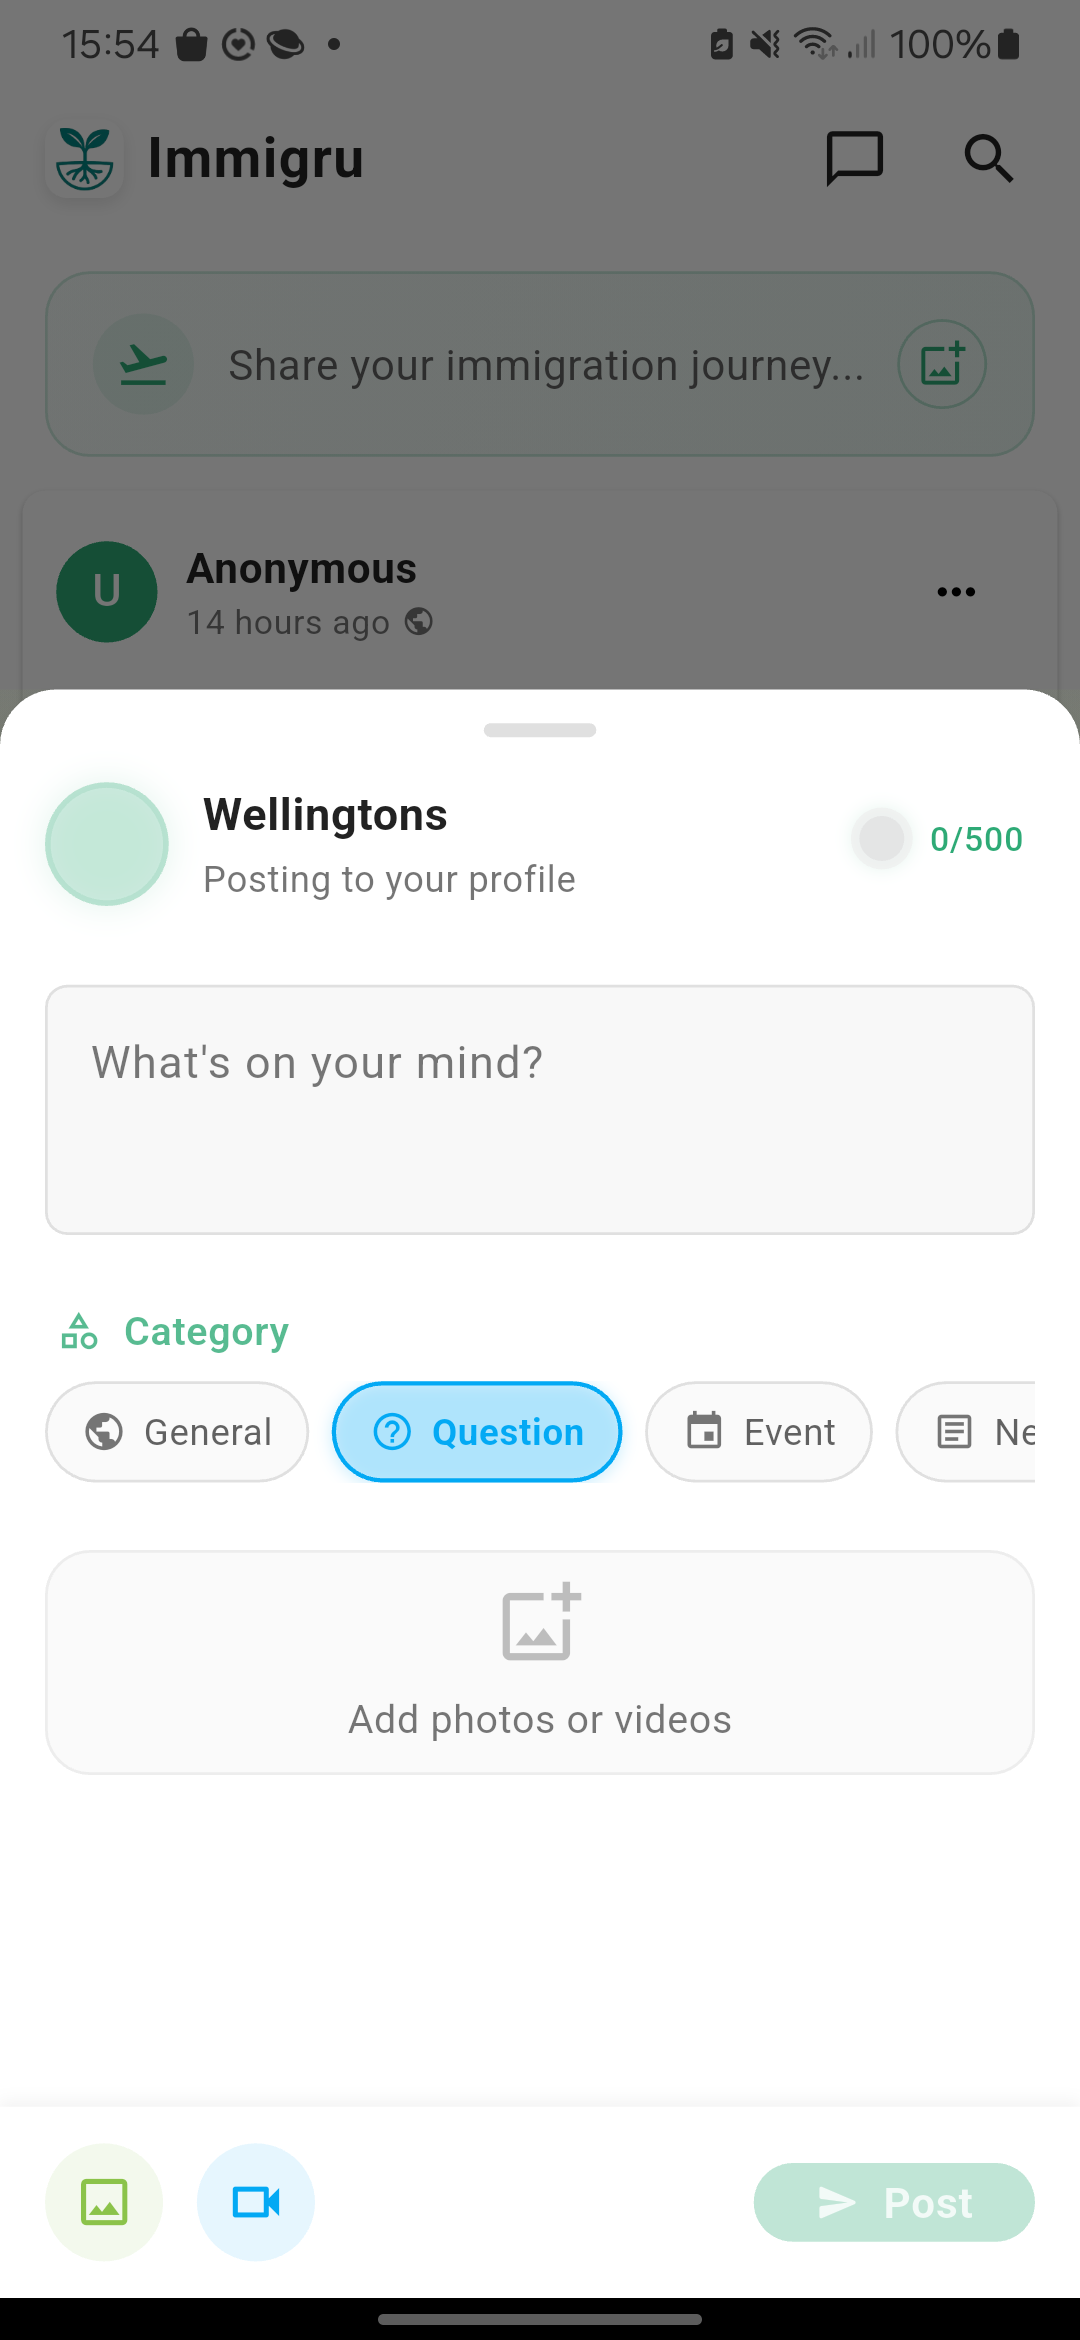 15:54
100%
Immigru
Share your immigration journey...
U
Anonymous
14 hours ago
Wellingtons
Posting to your profile
0/500
What's on your mind?
Category
General
Question
Event
Ne
Add photos or videos
Post